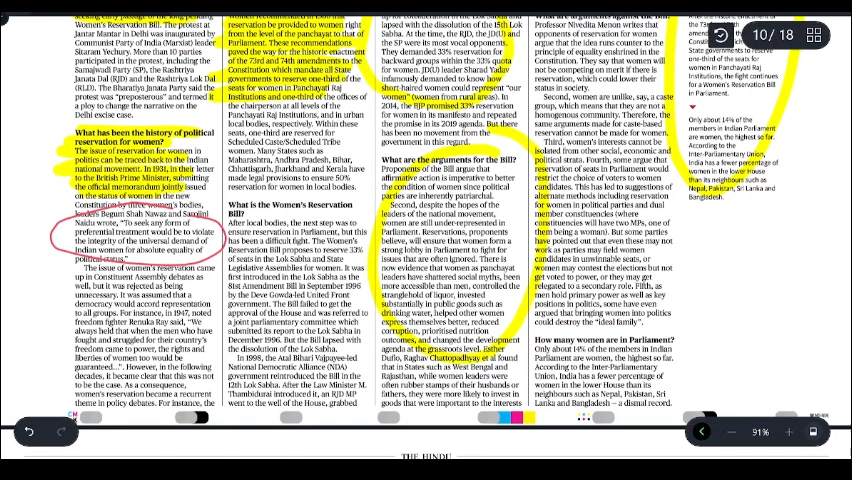 seeking early passage of the long pending
Women's Reservation Bill (WRB). The protest at
Jantar Mantar in Delhi was inaugurated by
Communist Party of India (Marxist) leader
Sitaram Yechury. More than 10 parties
participated in the protest, including the
Samajwadi Party (SP), the Rashtriya
Janata Dal (RJD) and the Rashtriya Lok Dal
(RLD). The Bharatiya Janata Party said the
protest was “preposterous” and termed it
a ploy to change the narrative on the
Delhi excise case.
What has been the history of political
reservation for women?
The issue of reservation for women in
politics can be traced back to the Indian
national movement. In 1931, in their letter
to the British Prime Minister, submitting
the official memorandum jointly issued
on the status of women in the new
Constitution by three women's bodies,
leaders Begum Shah Nawaz and Sarojini
Naidu wrote, “To seek any form of
preferential treatment would be to violate
the integrity of the universal demand of
Indian women for absolute equality of
political status.”
The issue of women's reservation came
up in Constituent Assembly debates as
well, but it was rejected as being
unnecessary. It was assumed that a
democracy would accord representation
to all groups. For instance, in 1947, noted
freedom fighter Renuka Ray said, “We
always held that when the men who have
fought and struggled for their country's
freedom came to power, the rights and
liberties of women too would be
guaranteed...”. However, in the following
decades, it became clear that this was not
to be the case. As a consequence,
women's reservation became a recurrent
theme in policy debates. For instance, the
reservation be provided to women right
from the level of the panchayat to that of
Parliament. These recommendations
paved the way for the historic enactment
of the 73rd and 74th amendments to the
Constitution which mandate all State
governments to reserve one-third of the
seats for women in Panchayati Raj
Institutions and one-third of the offices of
the chairperson at all levels of the
Panchayati Raj Institutions, and in urban
local bodies, respectively. Within these
seats, one-third are reserved for
Scheduled Caste/Scheduled Tribe
women. Many States such as
Maharashtra, Andhra Pradesh, Bihar,
Chhattisgarh, Jharkhand and Kerala have
made legal provisions to ensure 50%
reservation for women in local bodies.
What is the Women's Reservation
Bill?
After local bodies, the next step was to
ensure reservation in Parliament, but this
has been a difficult fight. The Women's
Reservation Bill proposes to reserve 33%
of seats in the Lok Sabha and State
Legislative Assemblies for women. It was
first introduced in the Lok Sabha as the
81st Amendment Bill in September 1996
by the Deve Gowda-led United Front
government. The Bill failed to get the
approval of the House and was referred to
a joint parliamentary committee which
submitted its report to the Lok Sabha in
December 1996. But the Bill lapsed with
the dissolution of the Lok Sabha.
In 1998, the Atal Bihari Vajpayee-led
National Democratic Alliance (NDA)
government reintroduced the Bill in the
12th Lok Sabha. After the Law Minister M.
Thambidurai introduced it, an RJD MP
went to the well of the House, grabbed
lapsed with the dissolution of the 15th Lok
Sabha. At the time, the RJD, the JD(U) and
the SP were its most vocal opponents.
They demanded 33% reservation for
backward groups within the 33% quota
for women. JD(U) leader Sharad Yadav
infamously demanded to know how
short-haired women could represent “our
women” (women from rural areas). In
2014, the BJP promised 33% reservation
for women in its manifesto and repeated
the promise in its 2019 agenda. But there
has been no movement from the
government in this regard.
What are the arguments for the Bill?
Proponents of the Bill argue that
affirmative action is imperative to better
the condition of women since political
parties are inherently patriarchal.
Second, despite the hopes of the
leaders of the national movement,
women are still under-represented in
Parliament. Reservations, proponents
believe, will ensure that women form a
strong lobby in Parliament to fight for
issues that are often ignored. There is
now evidence that women as panchayat
leaders have shattered social myths, been
more accessible than men, controlled the
stranglehold of liquor, invested
substantially in public goods such as
drinking water, helped other women
express themselves better, reduced
corruption, prioritised nutrition
outcomes, and changed the development
agenda at the grassroots level. Esther
Duflo, Raghav Chattopadhyay et al found
that in States such as West Bengal and
Rajasthan, while women leaders were
often rubber stamps of their husbands or
fathers, they were more likely to invest in
goods that were important to the interests
What are arguments against the Bill?
Professor Nivedita Menon writes that
opponents of reservation for women
argue that the idea runs counter to the
principle of equality enshrined in the
Constitution. They say that women will
not be competing on merit if there is
reservation, which could lower their
status in society.
Second, women are unlike, say, a caste
group, which means that they are not a
homogenous community. Therefore, the
same arguments made for caste-based
reservation cannot be made for women.
Third, women's interests cannot be
isolated from other social, economic and
political strata. Fourth, some argue that
reservation of seats in Parliament would
restrict the choice of voters to women
candidates. This has led to suggestions of
alternate methods including reservation
for women in political parties and dual
member constituencies (where
constituencies will have two MPs, one of
them being a woman). But some parties
have pointed out that even these may not
work as parties may field women
candidates in unwinnable seats, or
women may contest the elections but not
get voted to power, or they may get
relegated to a secondary role. Fifth, as
men hold primary power as well as key
positions in politics, some have even
argued that bringing women into politics
could destroy the “ideal family”.
How many women are in Parliament?
Only about 14% of the members in Indian
Parliament are women, the highest so far.
According to the Inter-Parliamentary
Union, India has a fewer percentage of
women in the lower House than its
neighbours such as Nepal, Pakistan, Sri
Lanka and Bangladesh — a dismal record.
the 73rd
State governments to reserve
one-third of the seats for
women in Panchayati Raj
Institutions, the fight continues
for a Women's Reservation Bill
in Parliament.
Only about 14% of the
members in Indian Parliament
are women, the highest so far.
According to the
Inter-Parliamentary Union,
India has a fewer percentage of
women in the lower House
than its neighbours such as
Nepal, Pakistan, Sri Lanka and
Bangladesh.
10 / 18
91%
CM
THE HINDU